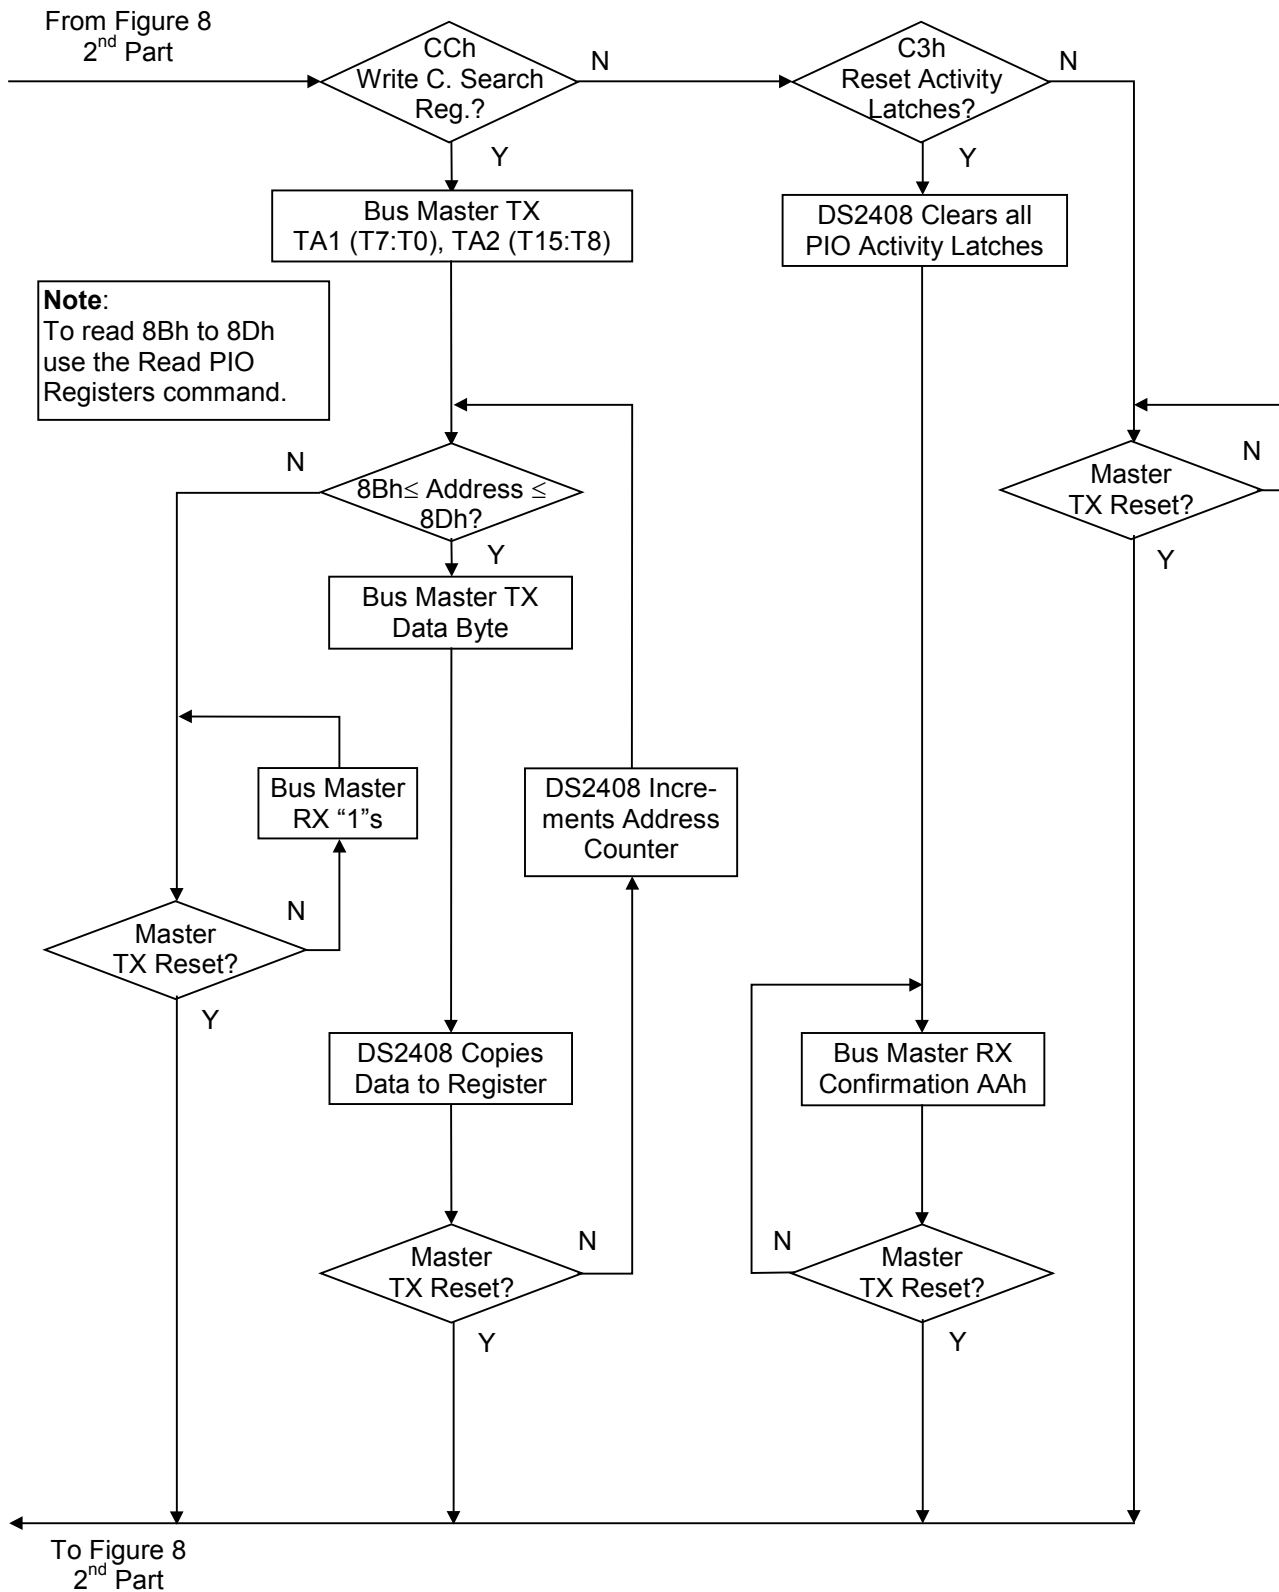 From Figure 8
2nd Part
CCh
Write C. Search
Reg.?
N
Y
C3h
Reset Activity
Latches?
N
Y
Bus Master TX
TA1 (T7:T0), TA2 (T15:T8)
DS2408 Clears all
PIO Activity Latches
Note:
To read 8Bh to 8Dh
use the Read PIO
Registers command.
N
8Bh≤ Address ≤
8Dh?
Y
Master
TX Reset?
N
Y
Bus Master TX
Data Byte
Bus Master
RX “1”s
DS2408 Incre-
ments Address
Counter
Master
TX Reset?
N
Y
DS2408 Copies
Data to Register
Bus Master RX
Confirmation AAh
Master
TX Reset?
N
Y
N
Master
TX Reset?
Y
To Figure 8
2nd Part